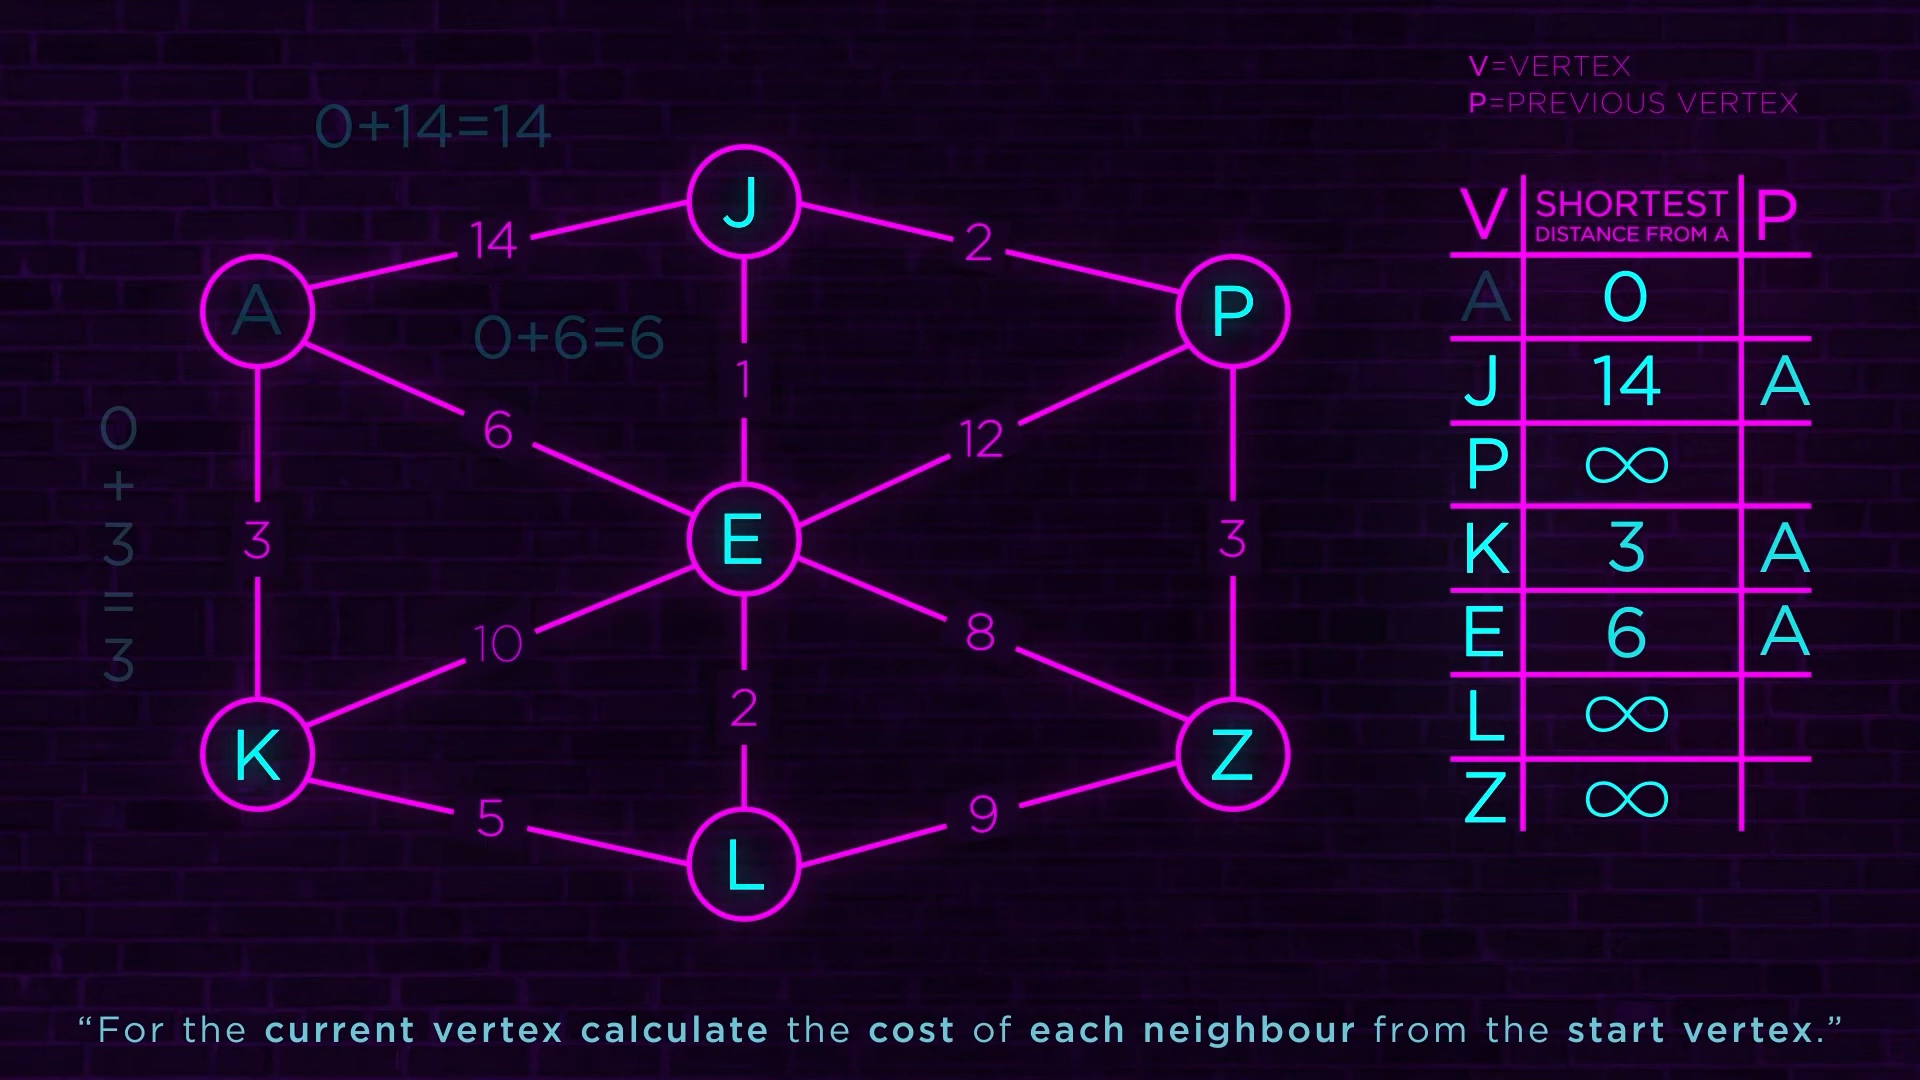 V=VERTEX
P=PREVIOUS VERTEX
0+14=14
J
14
2
A
0+6=6
P
1
6
12
0
+
3
=
3
3
E
3
10
8
2
K
Z
5
9
L
V SHORTEST DISTANCE FROM A P
A 0
J 14 A
P ∞
K 3 A
E 6 A
L ∞
Z ∞
“For the current vertex calculate the cost of each neighbour from the start vertex.”